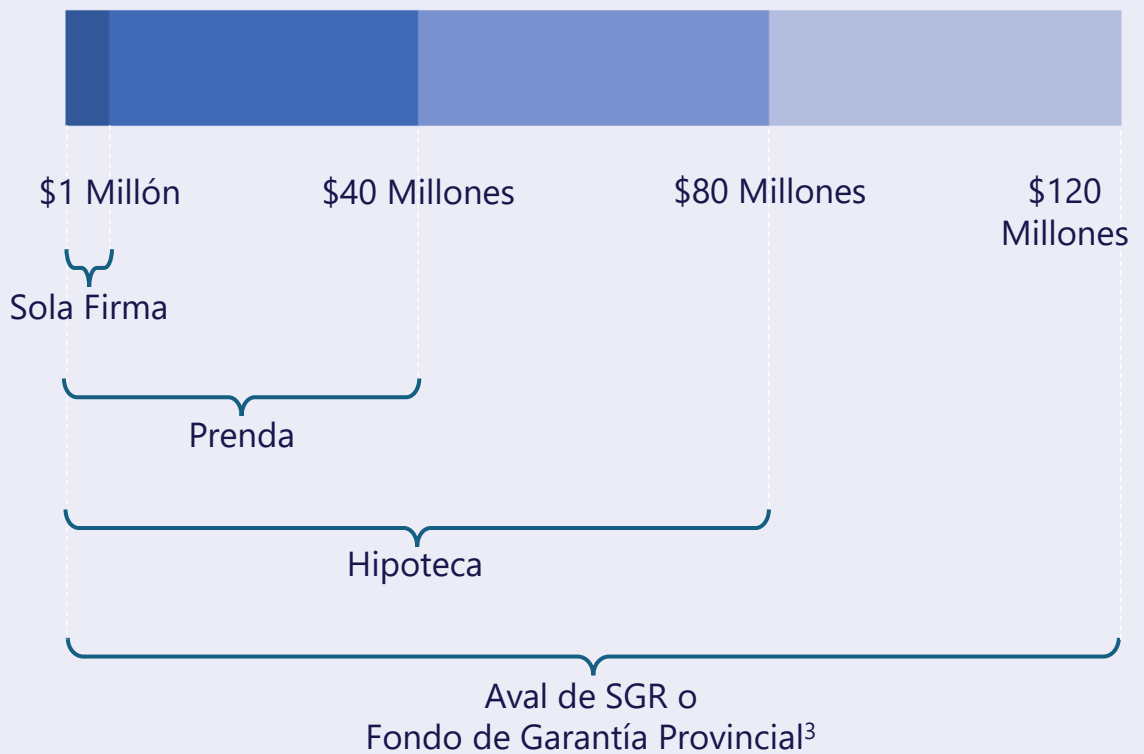 $1 Millón
$40 Millones
$80 Millones
$120
Millones
Sola Firma
Prenda
Hipoteca
Aval de SGR o
Fondo de Garantía Provincial³